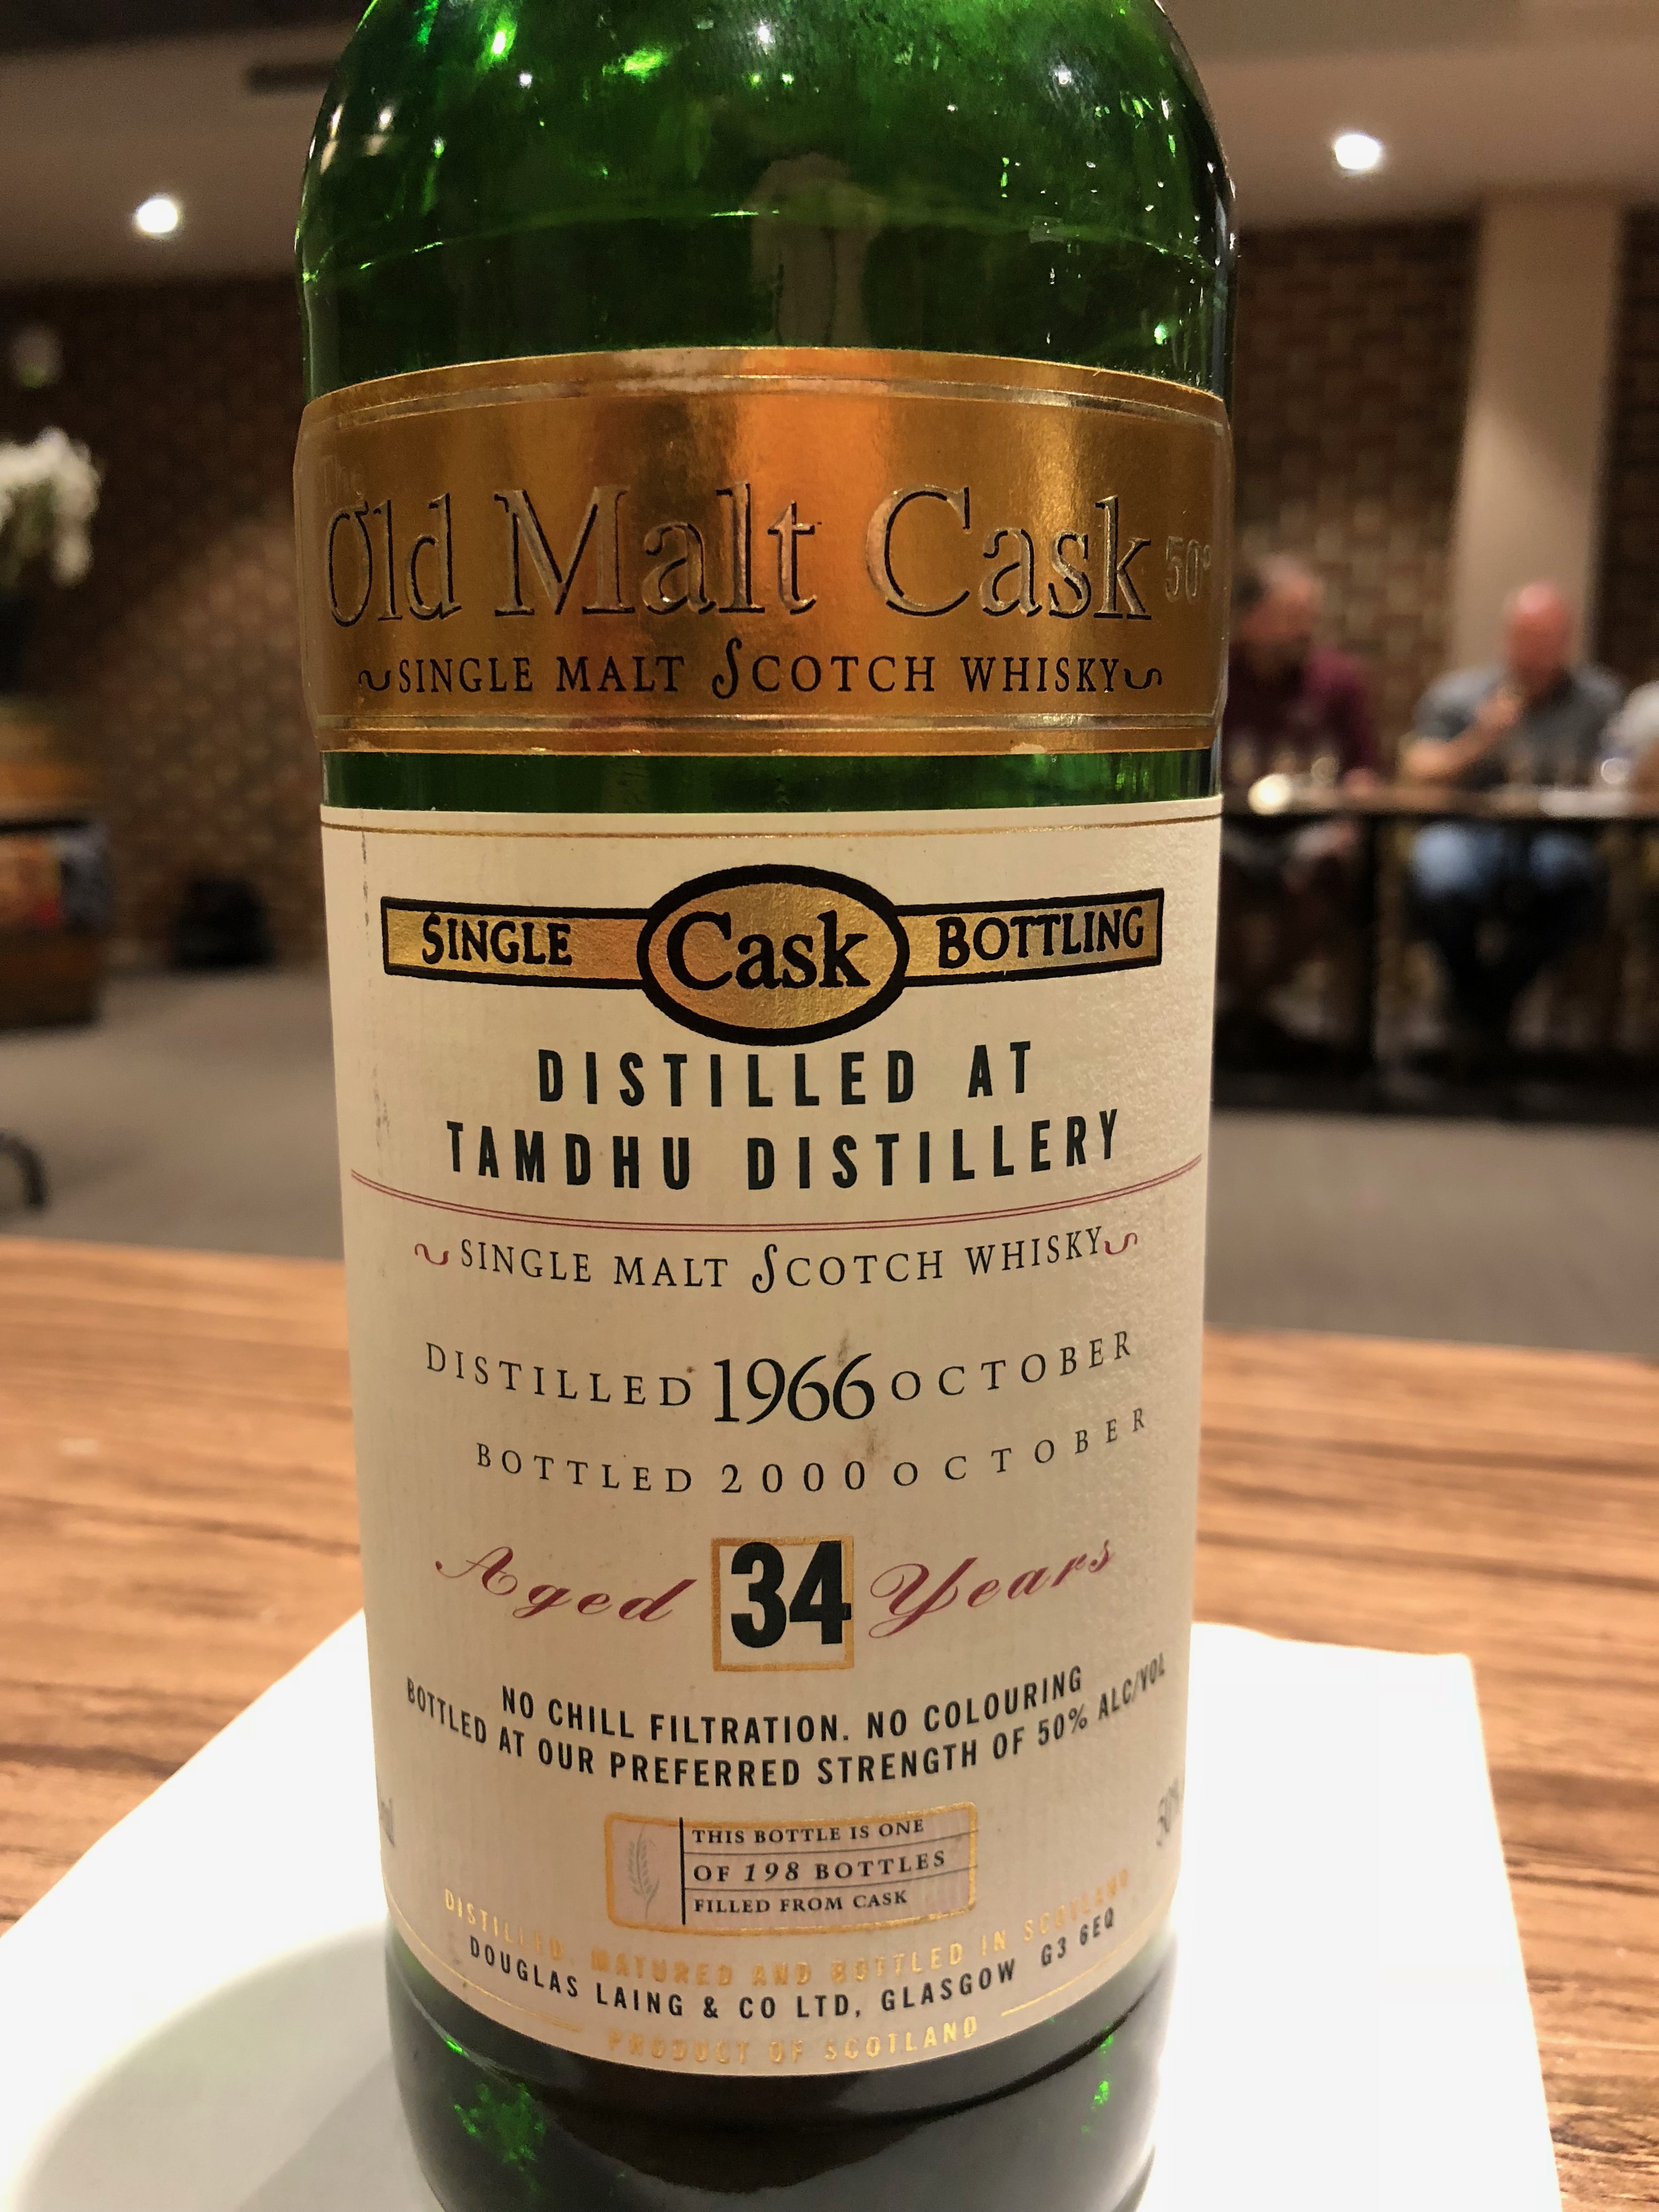 The
Old Malt Cask 50°
SINGLE MALT SCOTCH WHISKY
SINGLE Cask BOTTLING
DISTILLED AT
TAMDHU DISTILLERY
SINGLE MALT SCOTCH WHISKY
DISTILLED 1966 OCTOBER
BOTTLED 2000 OCTOBER
Aged 34 Years
NO CHILL FILTRATION. NO COLOURING
BOTTLED AT OUR PREFERRED STRENGTH OF 50% ALC/VOL
50%
THIS BOTTLE IS ONE
OF 198 BOTTLES
FILLED FROM CASK
DISTILLED, MATURED AND BOTTLED IN SCOTLAND
DOUGLAS LAING & CO LTD, GLASGOW G3 6EQ
PRODUCT OF SCOTLAND